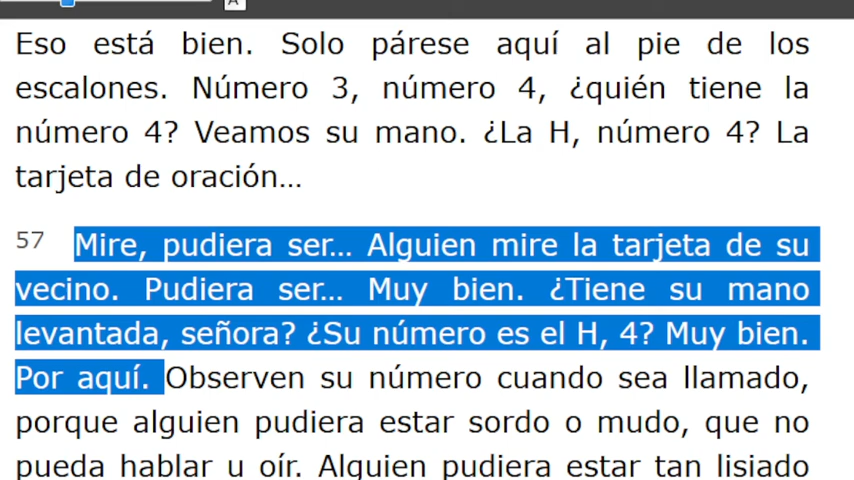 A
Eso está bien. Solo párese aquí al pie de los
escalones. Número 3, número 4, ¿quién tiene la
número 4? Veamos su mano. ¿La H, número 4? La
tarjeta de oración...
57 Mire, pudiera ser... Alguien mire la tarjeta de su
vecino. Pudiera ser... Muy bien. ¿Tiene su mano
levantada, señora? ¿Su número es el H, 4? Muy bien.
Por aquí. Observen su número cuando sea llamado,
porque alguien pudiera estar sordo o mudo, que no
pueda hablar u oír. Alguien pudiera estar tan lisiado